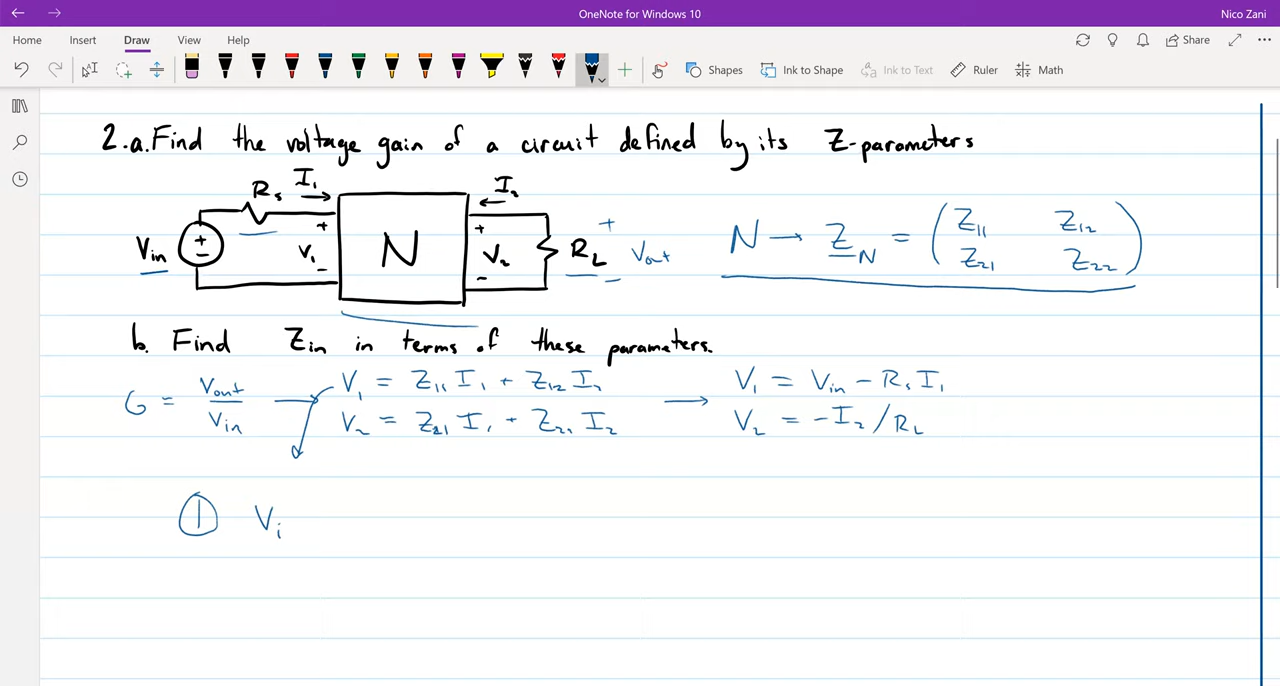 OneNote for Windows 10
Nico Zani
Home Insert Draw View Help
Share
Shapes Ink to Shape Ink to Text Ruler Math
2.a. Find the voltage gain of a circuit defined by its Z-parameters
Rs I1 I2
Vin + - + V1 - N + V2 - RL + Vout -
N → ZN = (Z11 Z12
Z21 Z22)
b. Find Zin in terms of these parameters.
G = Vout/Vin → V1 = Z11 I1 + Z12 I2 → V1 = Vin - Rs I1
V2 = Z21 I1 + Z22 I2 V2 = -I2/RL
① Vi